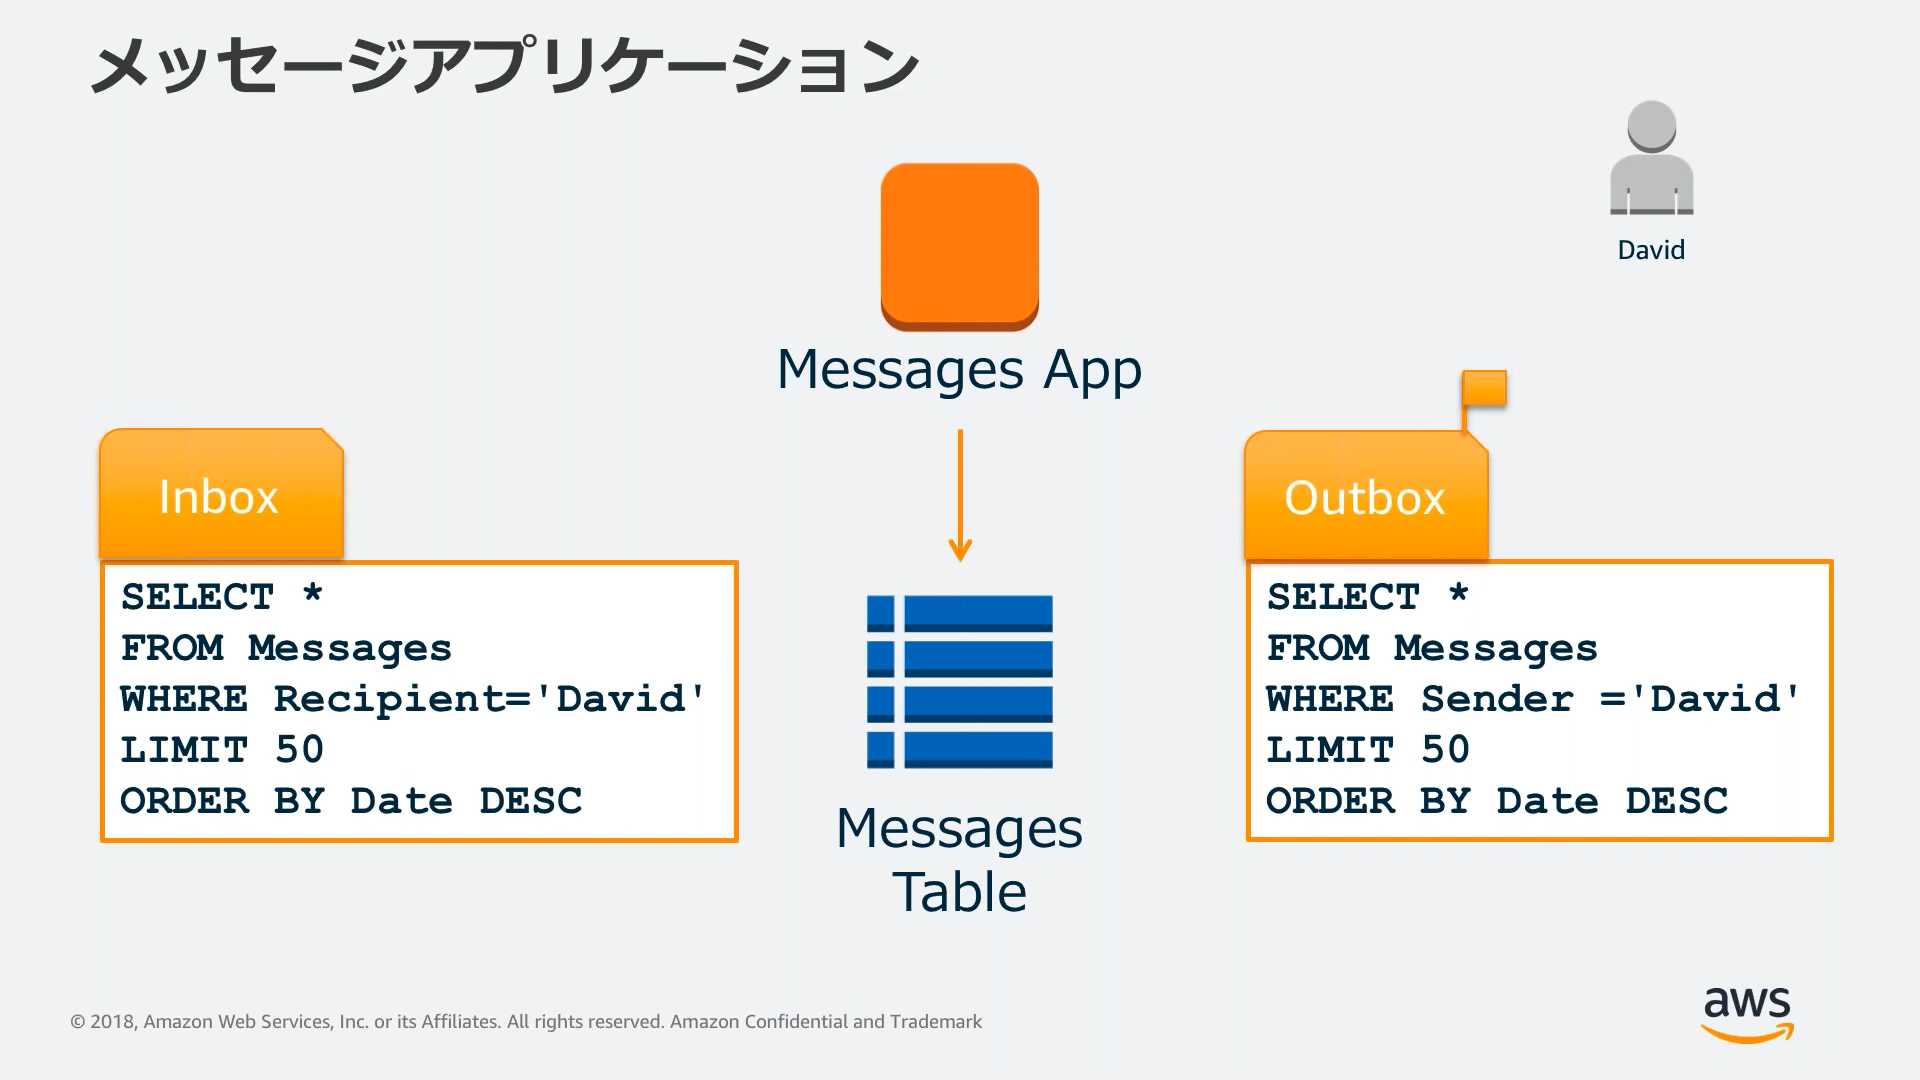 メッセージアプリケーション
David
Messages App
Inbox
SELECT *
FROM Messages
WHERE Recipient='David'
LIMIT 50
ORDER BY Date DESC
Messages
Table
Outbox
SELECT *
FROM Messages
WHERE Sender ='David'
LIMIT 50
ORDER BY Date DESC
© 2018, Amazon Web Services, Inc. or its Affiliates. All rights reserved. Amazon Confidential and Trademark
aws